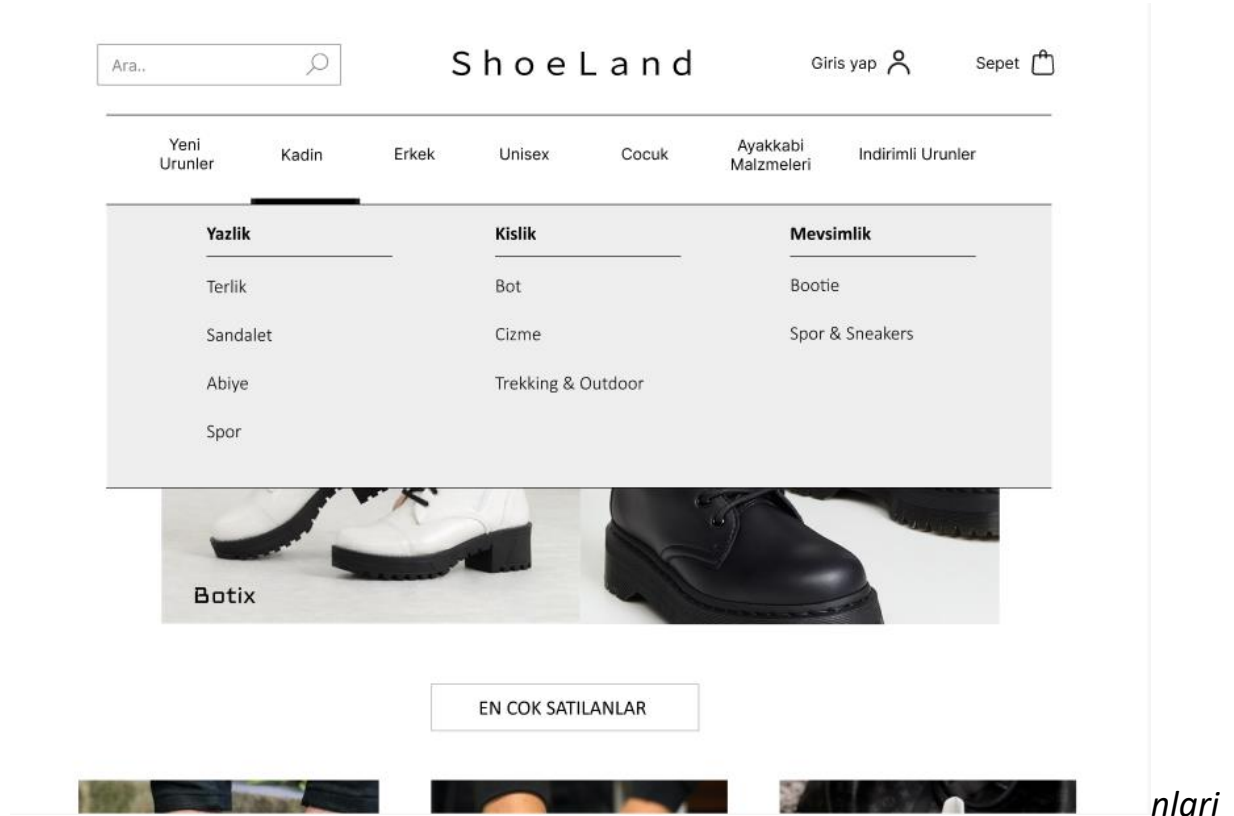 Ara..
ShoeLand
Giris yap
Sepet
Yeni
Urunler
Kadin
Erkek
Unisex
Cocuk
Ayakkabi
Malzmeleri
Indirimli Urunler
Yazlik
Kislik
Mevsimlik
Terlik
Bot
Bootie
Sandalet
Cizme
Spor & Sneakers
Abiye
Trekking & Outdoor
Spor
Botix
EN COK SATILANLAR
nlari